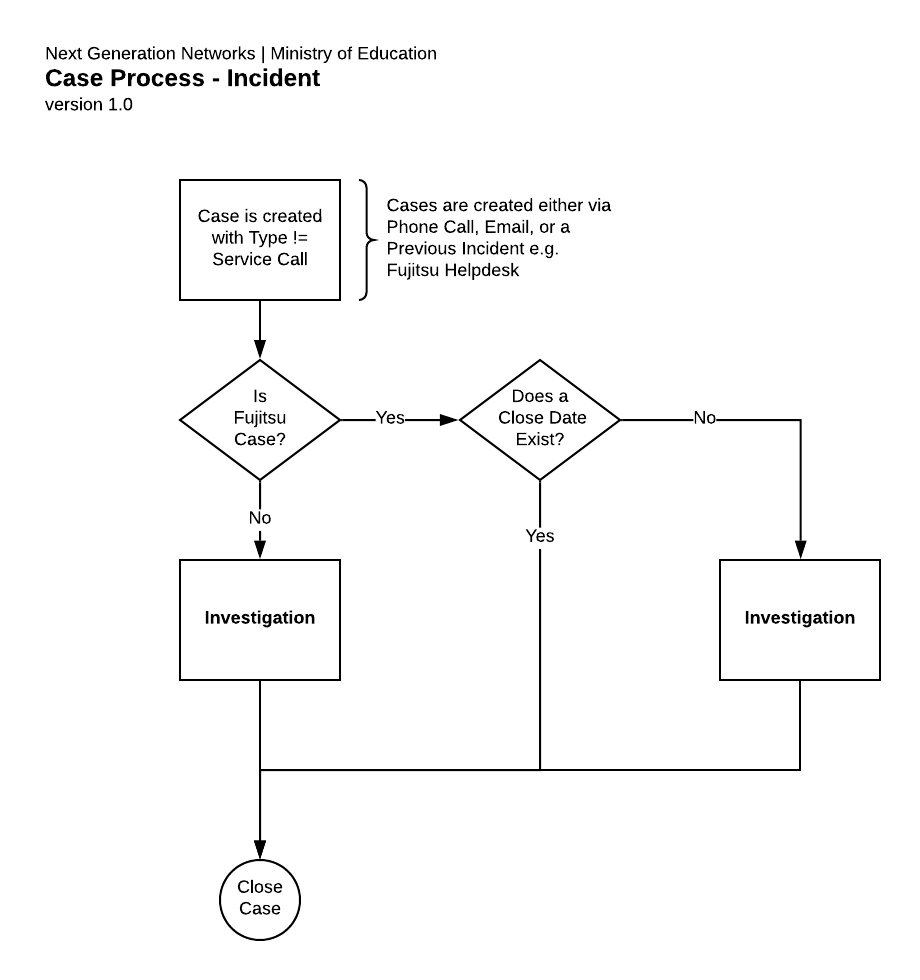 Next Generation Networks | Ministry of Education
Case Process - Incident
version 1.0
Case is created
with Type !=
Service Call
Cases are created either via
Phone Call, Email, or a
Previous Incident e.g.
Fujitsu Helpdesk
Is
Fujitsu
Case?
Yes
Does a
Close Date
Exist?
No
No
Yes
Investigation
Investigation
Close
Case